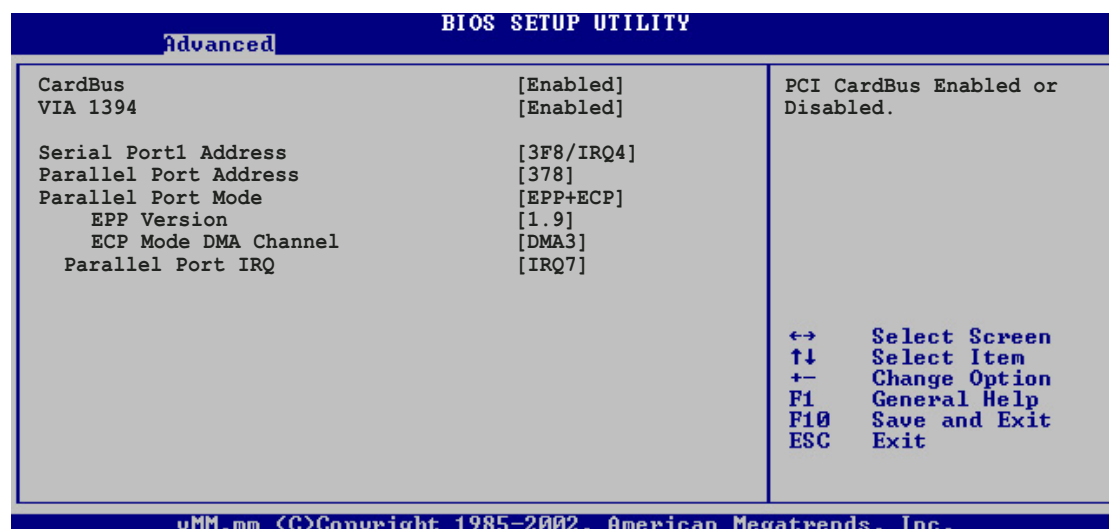 BIOS SETUP UTILITY
Advanced
CardBus [Enabled]
VIA 1394 [Enabled]
Serial Port1 Address [3F8/IRQ4]
Parallel Port Address [378]
Parallel Port Mode [EPP+ECP]
EPP Version [1.9]
ECP Mode DMA Channel [DMA3]
Parallel Port IRQ [IRQ7]
PCI CardBus Enabled or
Disabled.
←→ Select Screen
↑↓ Select Item
+- Change Option
F1 General Help
F10 Save and Exit
ESC Exit
vMM.mm (C)Copyright 1985-2002, American Megatrends, Inc.